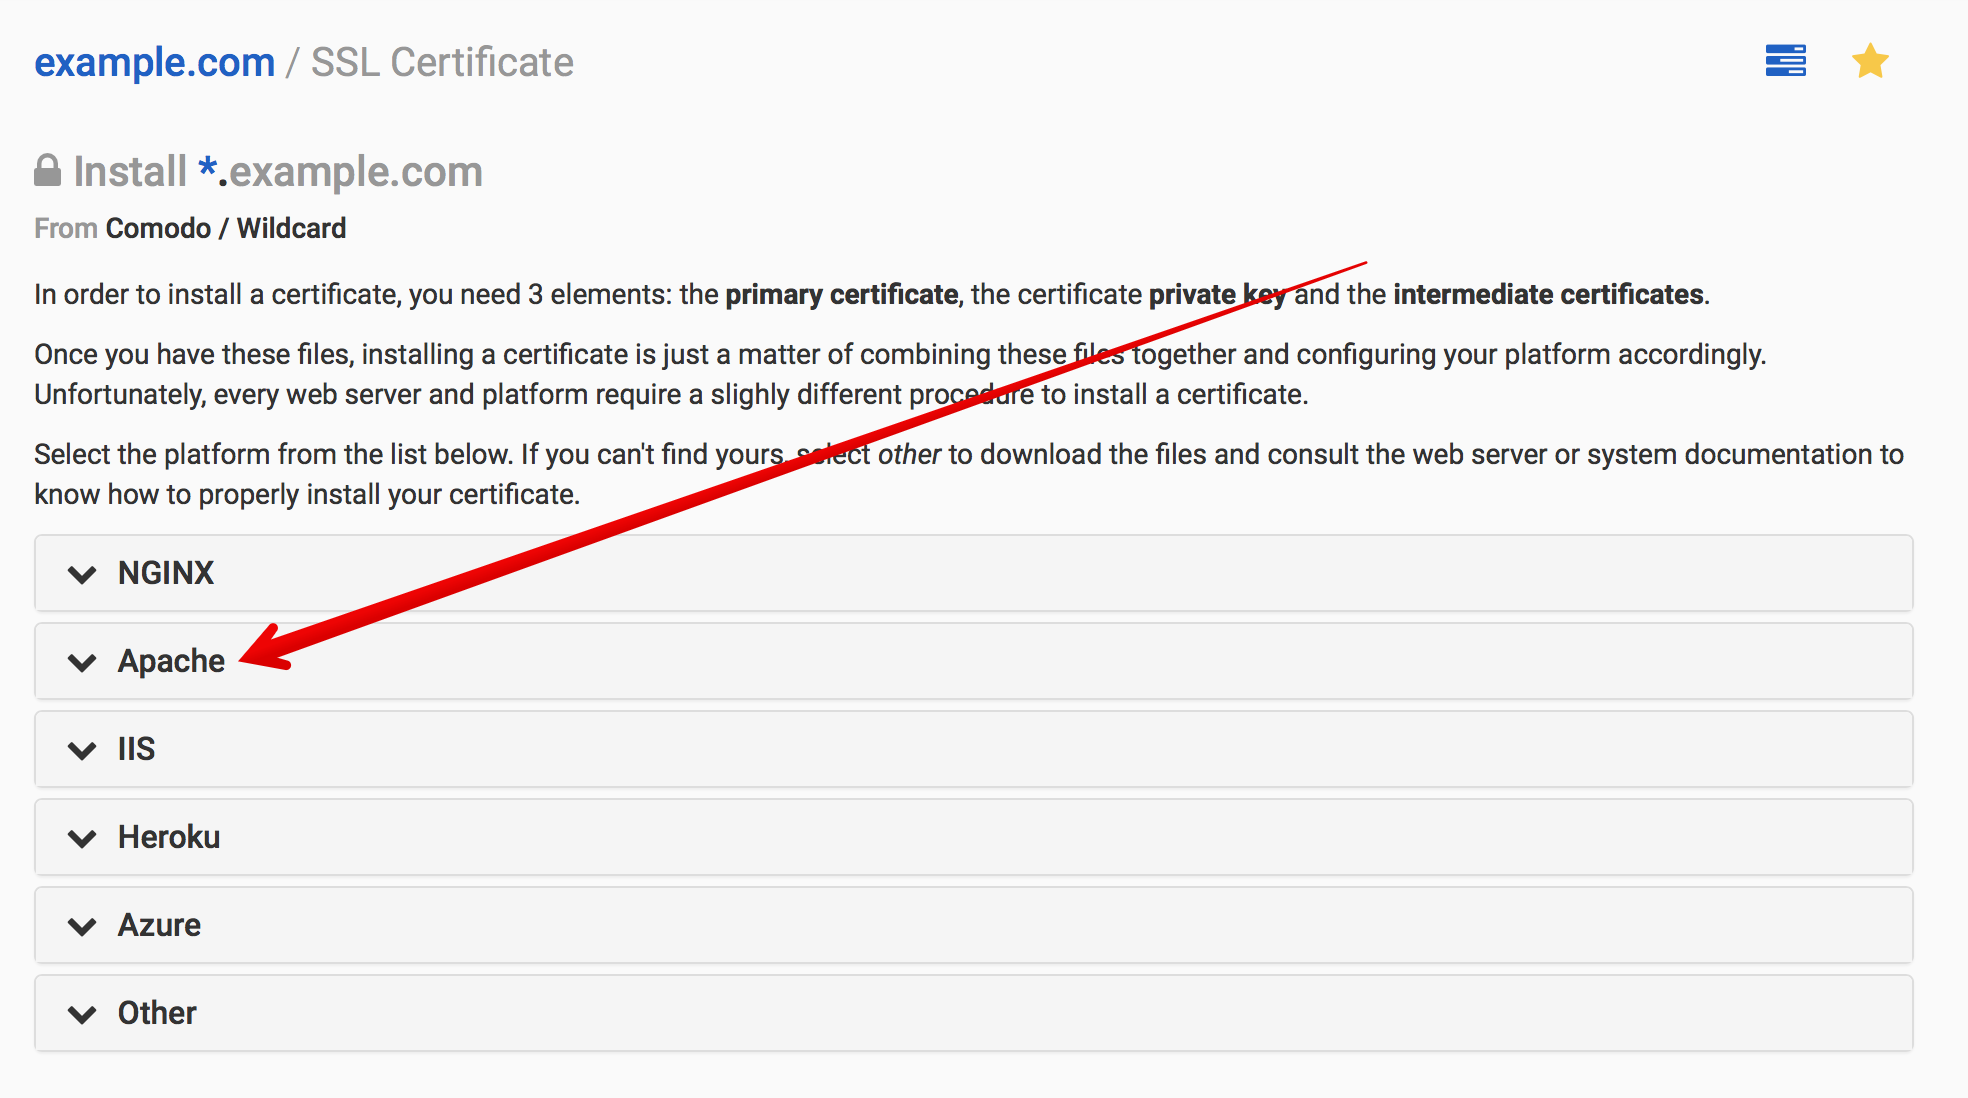 example.com / SSL Certificate
Install *.example.com
From Comodo / Wildcard
In order to install a certificate, you need 3 elements: the primary certificate, the certificate private key and the intermediate certificates.
Once you have these files, installing a certificate is just a matter of combining these files together and configuring your platform accordingly.
Unfortunately, every web server and platform require a slighly different procedure to install a certificate.
Select the platform from the list below. If you can't find yours, select other to download the files and consult the web server or system documentation to
know how to properly install your certificate.
NGINX
Apache
IIS
Heroku
Azure
Other